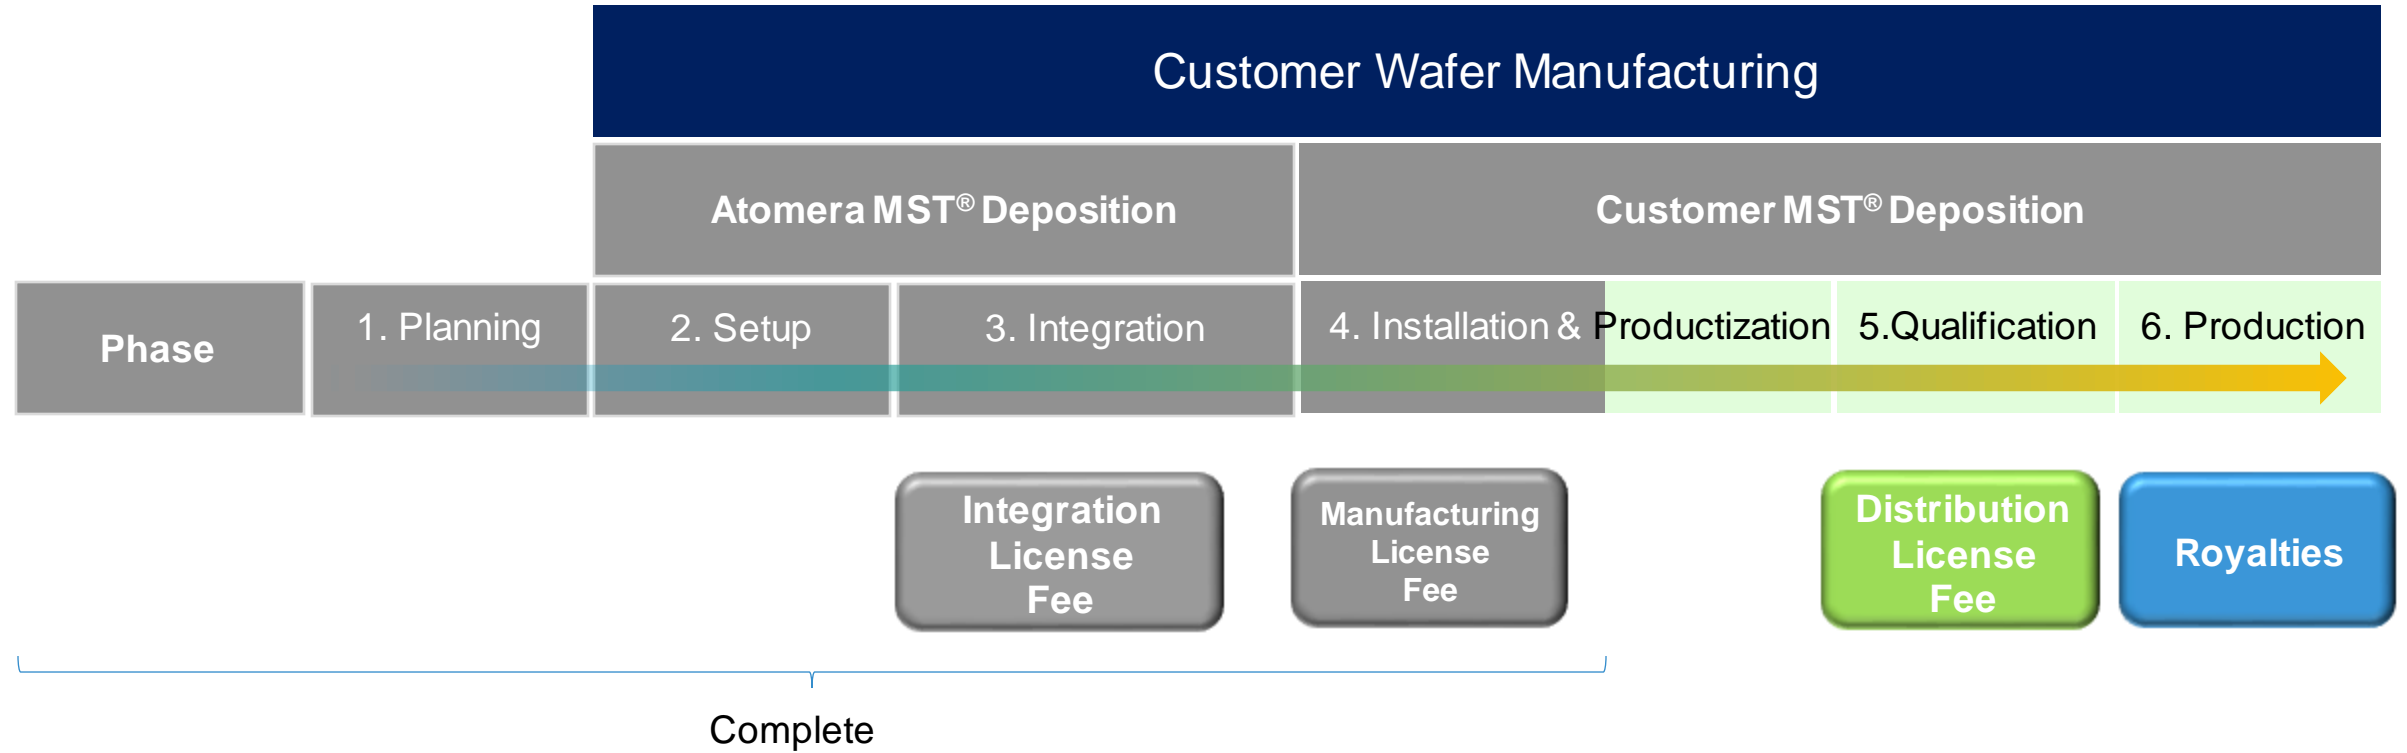 Customer Wafer Manufacturing
Atomera MST® Deposition
Customer MST® Deposition
Phase
1. Planning
2. Setup
3. Integration
4. Installation & Productization
5.Qualification
6. Production
Integration
License
Fee
Manufacturing
License
Fee
Distribution
License
Fee
Royalties
Complete